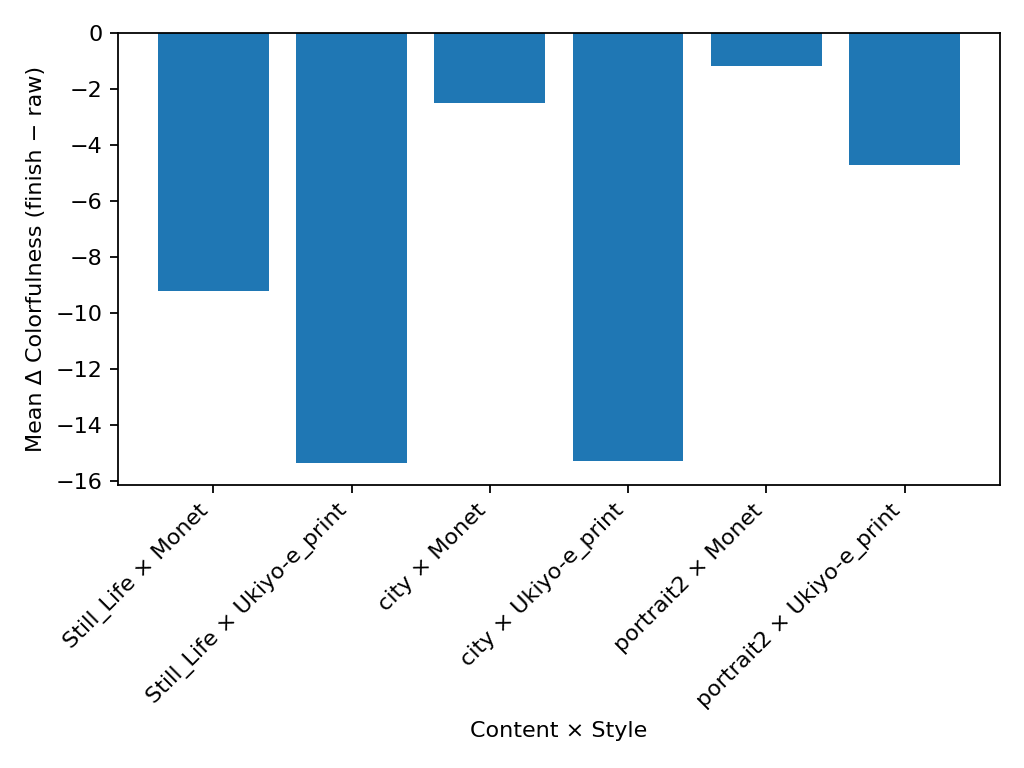 Mean Δ Colorfulness (finish − raw)
0
−2
−4
−6
−8
−10
−12
−14
−16
Still_Life × Monet
Still_Life × Ukiyo-e_print
city × Monet
city × Ukiyo-e_print
portrait2 × Monet
portrait2 × Ukiyo-e_print
Content × Style